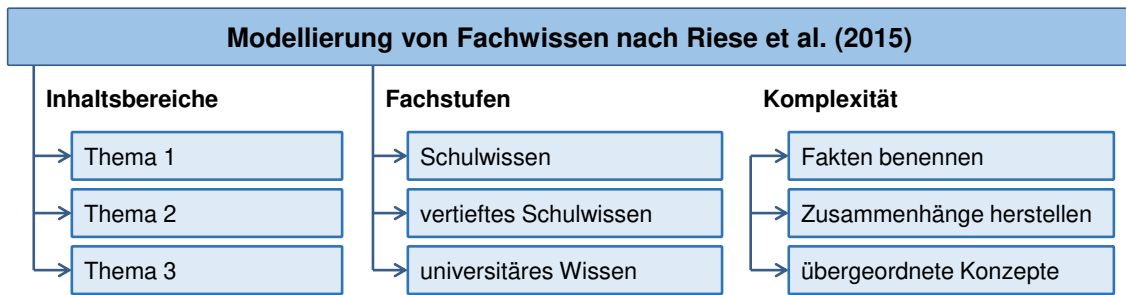 Modellierung von Fachwissen nach Riese et al. (2015)
Inhaltsbereiche
Thema 1
Thema 2
Thema 3
Fachstufen
Schulwissen
vertieftes Schulwissen
universitäres Wissen
Komplexität
Fakten benennen
Zusammenhänge herstellen
übergeordnete Konzepte